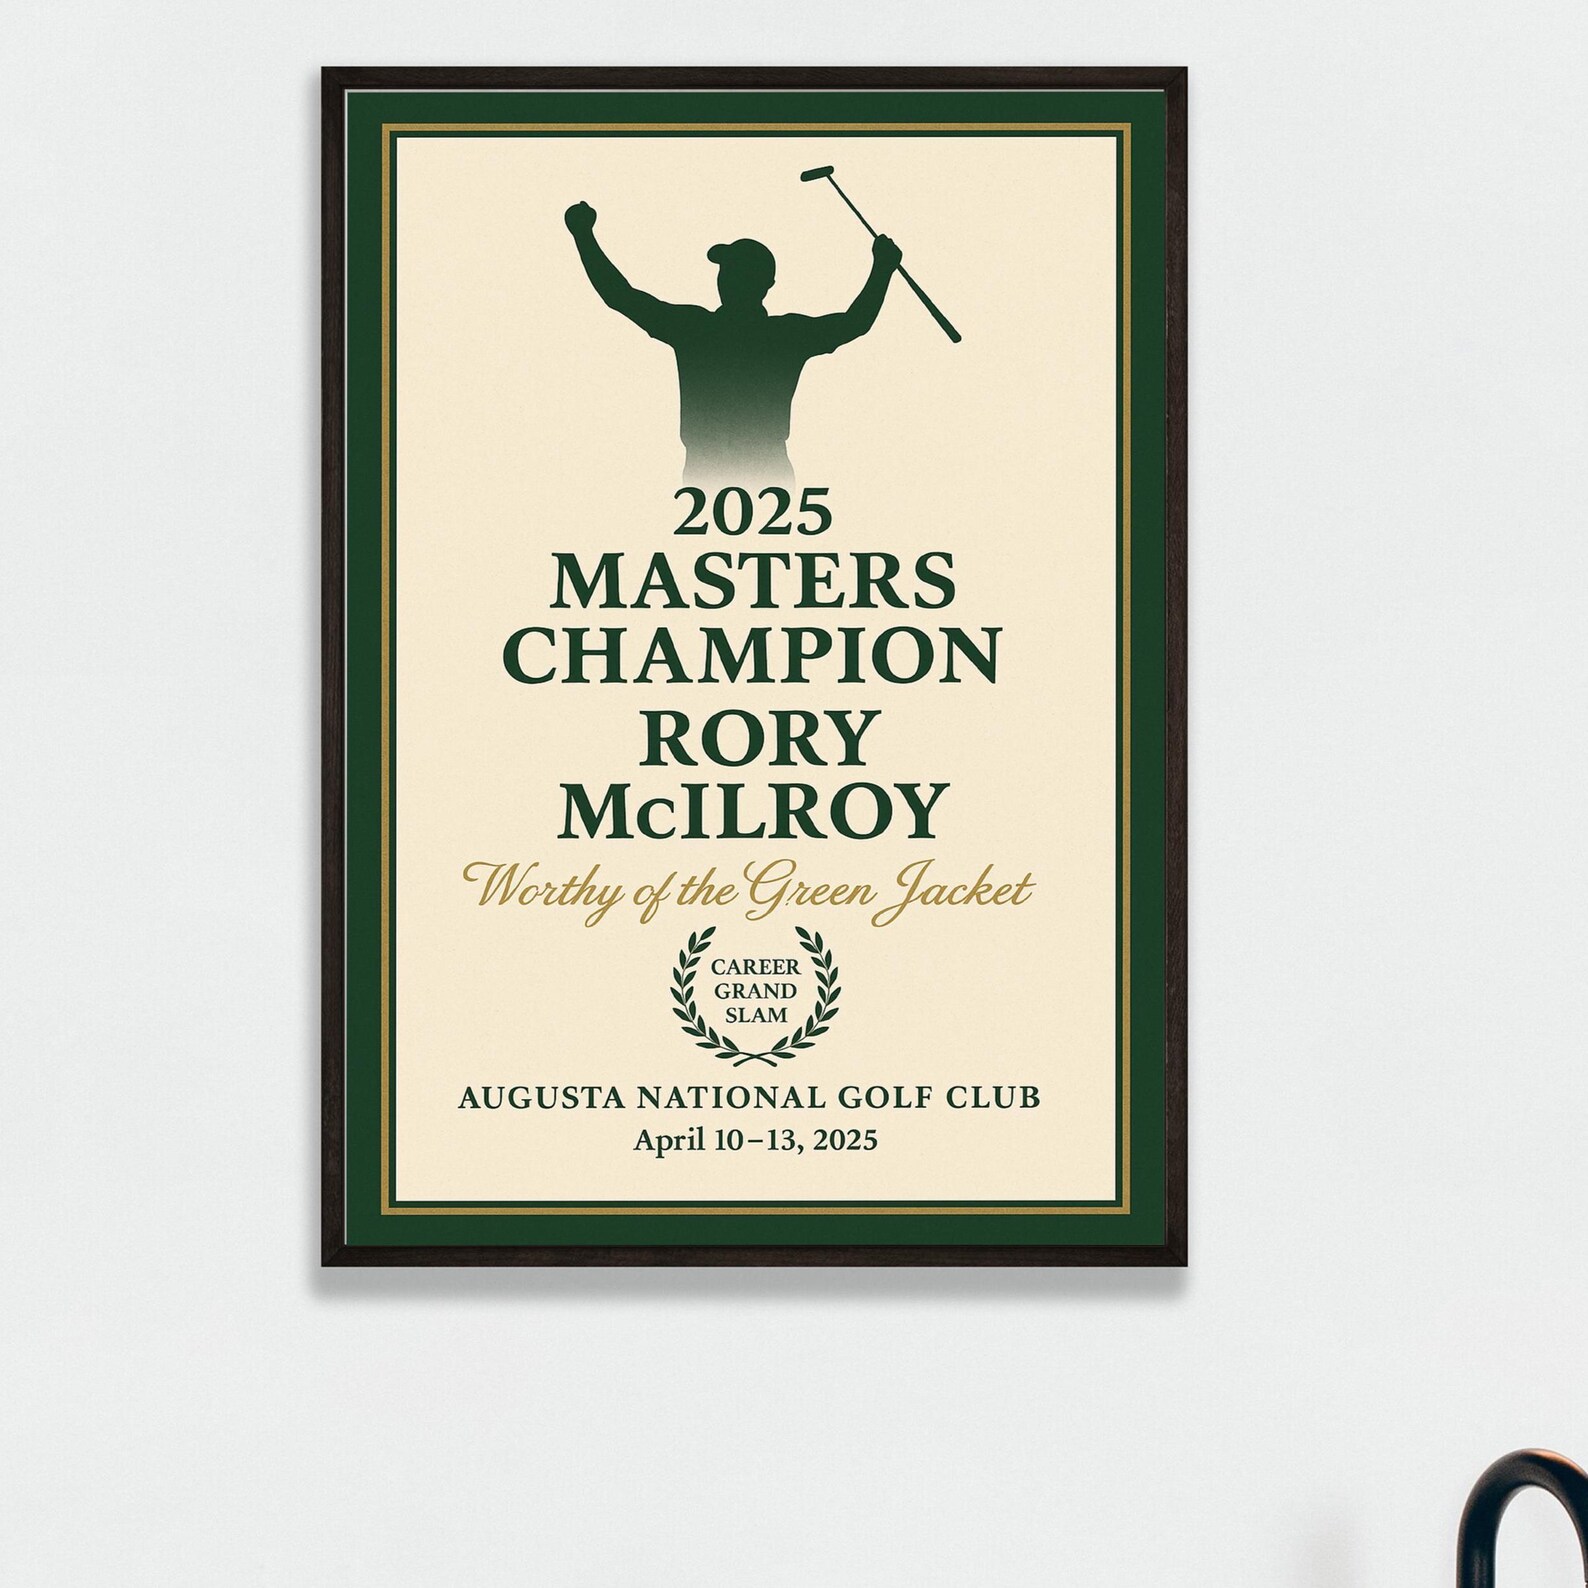 2025
MASTERS
CHAMPION
RORY
McILROY
Worthy of the Green Jacket
CAREER
GRAND
SLAM
AUGUSTA NATIONAL GOLF CLUB
April 10–13, 2025